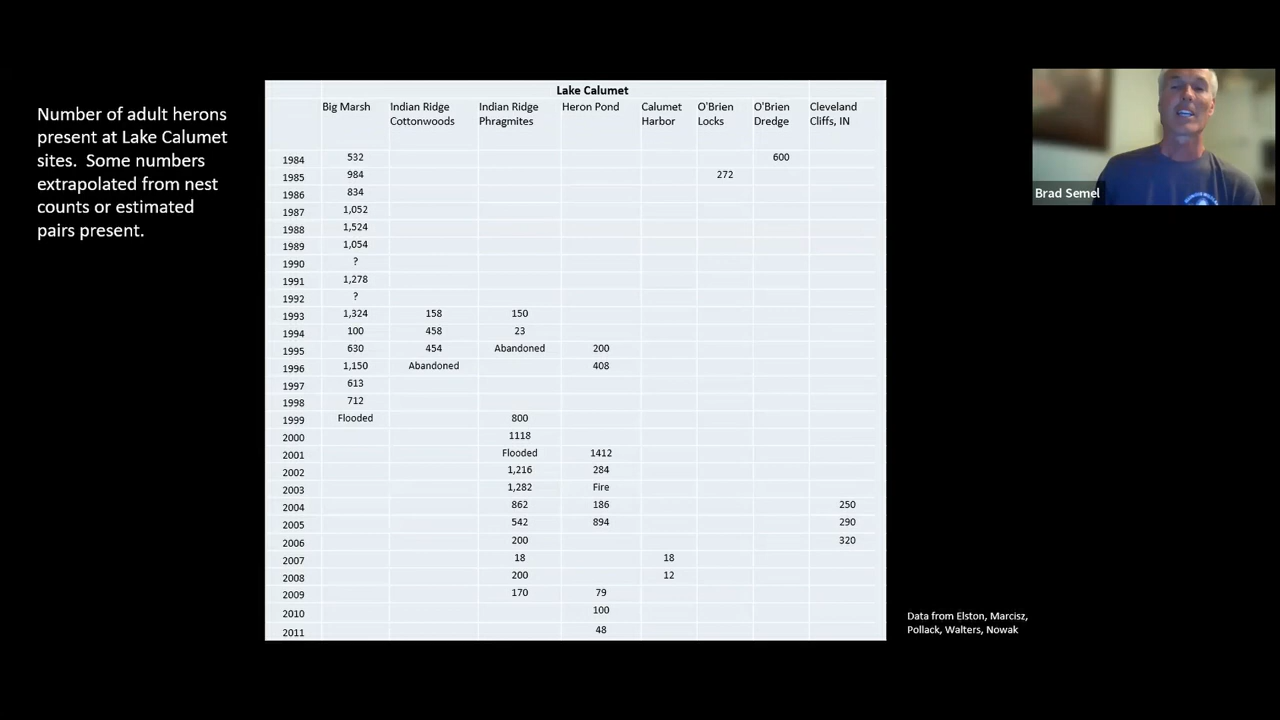 Number of adult herons
present at Lake Calumet
sites. Some numbers
extrapolated from nest
counts or estimated
pairs present.
Lake Calumet
Big Marsh Indian Ridge Cottonwoods Indian Ridge Phragmites Heron Pond Calumet Harbor O'Brien Locks O'Brien Dredge Cleveland Cliffs, IN
1984 532 600
1985 984 272
1986 834
1987 1,052
1988 1,524
1989 1,054
1990 ?
1991 1,278
1992 ?
1993 1,324 158 150
1994 100 458 23
1995 630 454 Abandoned 200
1996 1,150 Abandoned 408
1997 613
1998 712
1999 Flooded 800
2000 1118
2001 Flooded 1412
2002 1,216 284
2003 1,282 Fire
2004 862 186 250
2005 542 894 290
2006 200 320
2007 18 18
2008 200 12
2009 170 79
2010 100
2011 48
Data from Elston, Marcisz,
Pollack, Walters, Nowak
Brad Semel